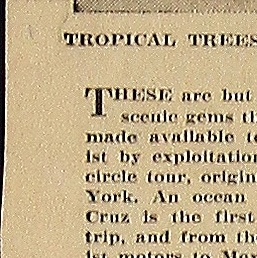 TROPICAL TREES
THESE are but
scenic gems th
made available to
ist by exploitation
circle tour, origin
York. An ocean
Cruz is the first
trip, and from th
ist motors to Mex